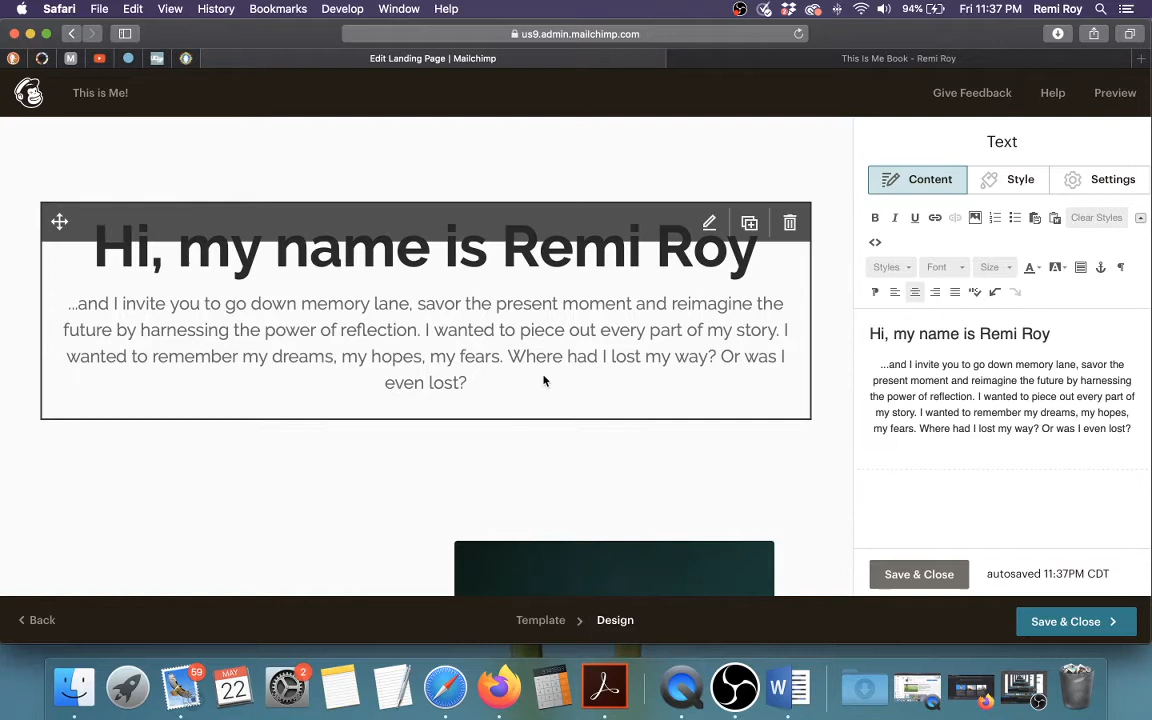 Safari File Edit View History Bookmarks Develop Window Help 94% Fri 11:37 PM Remi Roy
us9.admin.mailchimp.com
Edit Landing Page | Mailchimp This Is Me Book - Remi Roy
This is Me! Give Feedback Help Preview
Text
Content Style Settings
B I U Clear Styles
Styles Font Size A A
Hi, my name is Remi Roy
...and I invite you to go down memory lane, savor the present moment and reimagine the
future by harnessing the power of reflection. I wanted to piece out every part of my story. I
wanted to remember my dreams, my hopes, my fears. Where had I lost my way? Or was I
even lost?
Hi, my name is Remi Roy
...and I invite you to go down memory lane, savor the
present moment and reimagine the future by harnessing
the power of reflection. I wanted to piece out every part of
my story. I wanted to remember my dreams, my hopes,
my fears. Where had I lost my way? Or was I even lost?
Save & Close autosaved 11:37PM CDT
Back Template Design Save & Close
59 MAY 22 2 W